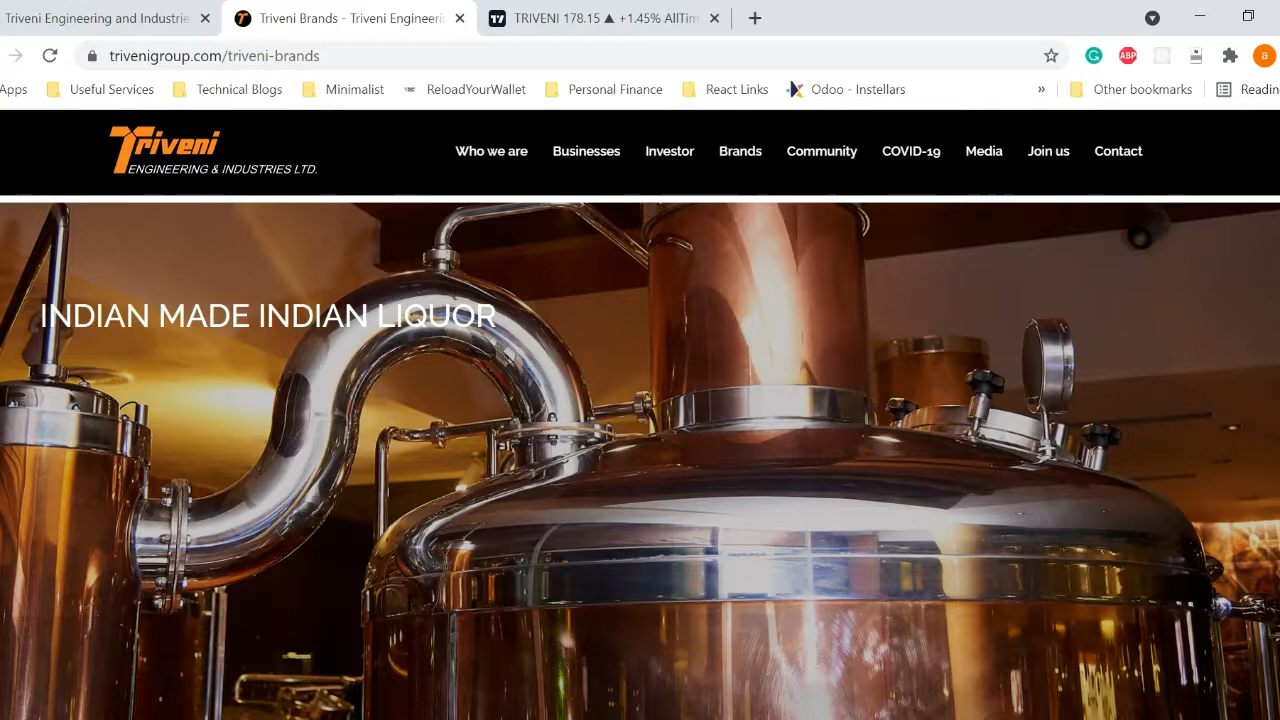 Triveni Engineering and Industrie
Triveni Brands - Triveni Engineeri
TRIVENI 178.15 ▲ +1.45% AllTim
trivenigroup.com/triveni-brands
ABP
a
Apps
Useful Services
Technical Blogs
Minimalist
ReloadYourWallet
Personal Finance
React Links
Odoo - Instellars
»
Other bookmarks
Readin
Triveni
ENGINEERING & INDUSTRIES LTD.
Who we are
Businesses
Investor
Brands
Community
COVID-19
Media
Join us
Contact
INDIAN MADE INDIAN LIQUOR